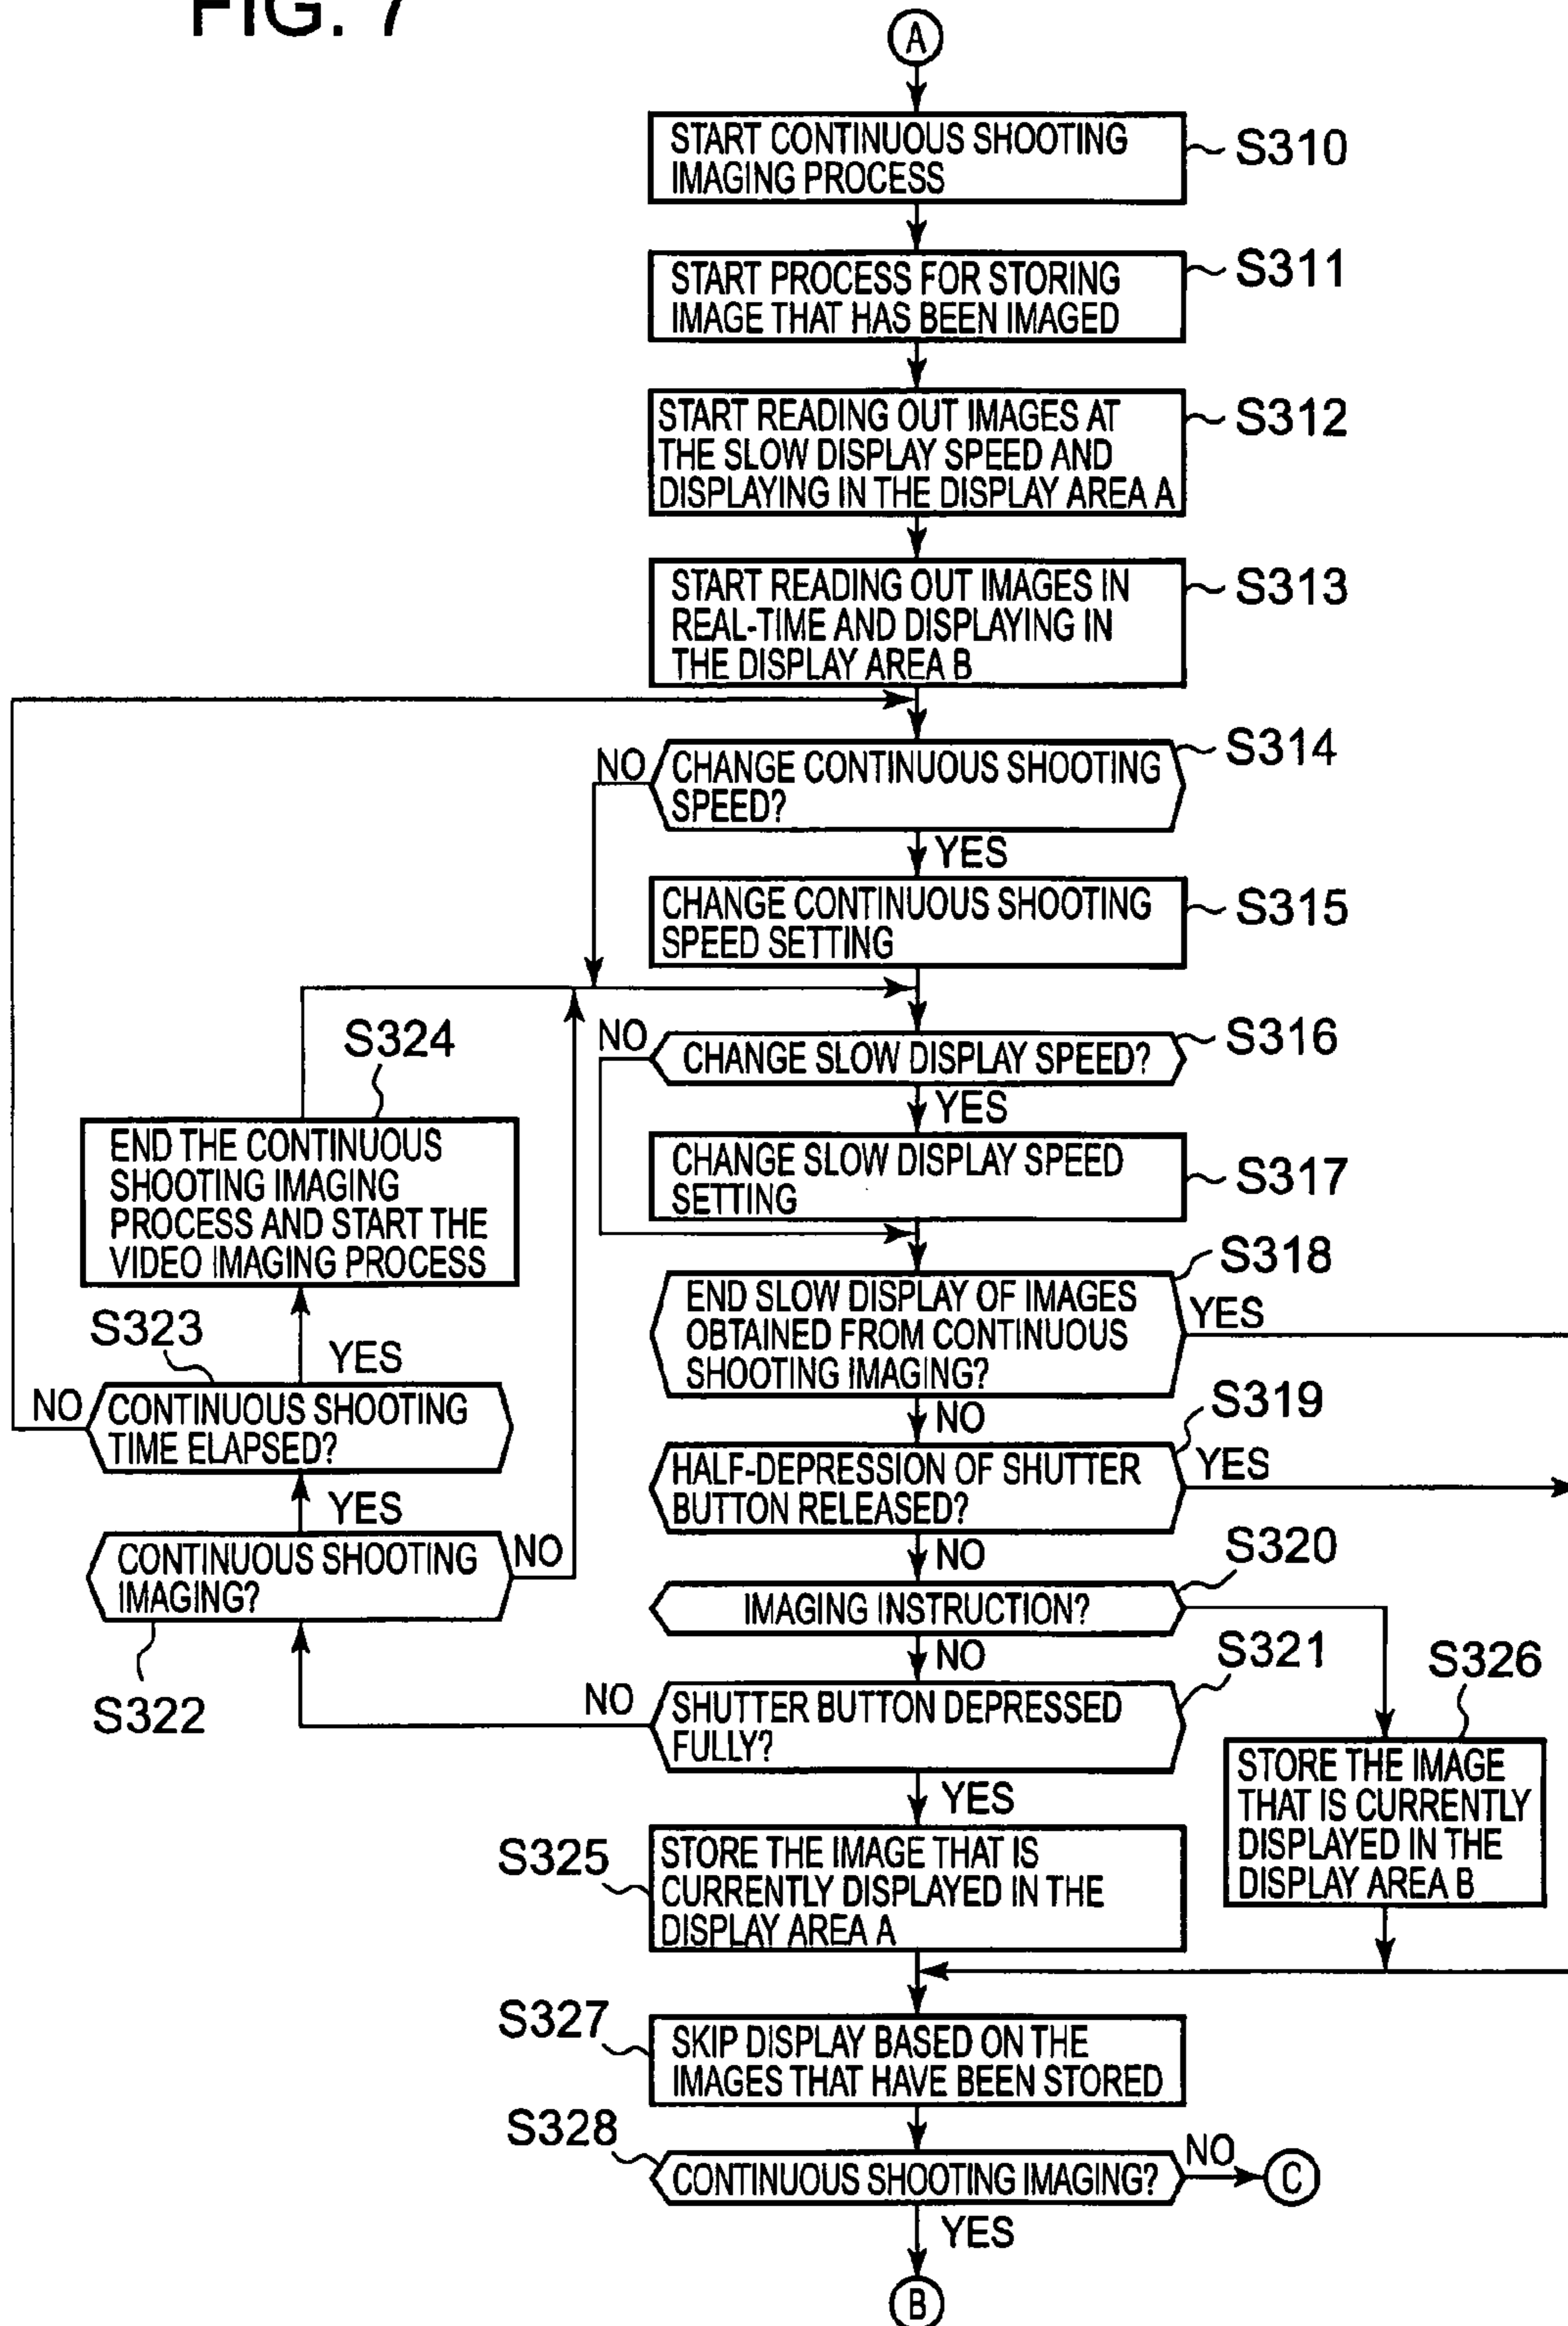 FIG. 7
A
START CONTINUOUS SHOOTING
IMAGING PROCESS
S310
START PROCESS FOR STORING
IMAGE THAT HAS BEEN IMAGED
S311
START READING OUT IMAGES AT
THE SLOW DISPLAY SPEED AND
DISPLAYING IN THE DISPLAY AREA A
S312
START READING OUT IMAGES IN
REAL-TIME AND DISPLAYING IN
THE DISPLAY AREA B
S313
NO
CHANGE CONTINUOUS SHOOTING
SPEED?
S314
YES
CHANGE CONTINUOUS SHOOTING
SPEED SETTING
S315
NO
CHANGE SLOW DISPLAY SPEED?
S316
YES
CHANGE SLOW DISPLAY SPEED
SETTING
S317
S324
END THE CONTINUOUS
SHOOTING IMAGING
PROCESS AND START THE
VIDEO IMAGING PROCESS
END SLOW DISPLAY OF IMAGES
OBTAINED FROM CONTINUOUS
SHOOTING IMAGING?
S318
YES
NO
S323
YES
NO
CONTINUOUS SHOOTING
TIME ELAPSED?
HALF-DEPRESSION OF SHUTTER
BUTTON RELEASED?
S319
YES
NO
YES
CONTINUOUS SHOOTING
IMAGING?
NO
S322
IMAGING INSTRUCTION?
S320
NO
NO
SHUTTER BUTTON DEPRESSED
FULLY?
S321
YES
S326
STORE THE IMAGE
THAT IS CURRENTLY
DISPLAYED IN THE
DISPLAY AREA B
S325
STORE THE IMAGE THAT IS
CURRENTLY DISPLAYED IN THE
DISPLAY AREA A
S327
SKIP DISPLAY BASED ON THE
IMAGES THAT HAVE BEEN STORED
S328
CONTINUOUS SHOOTING IMAGING?
NO
C
YES
B